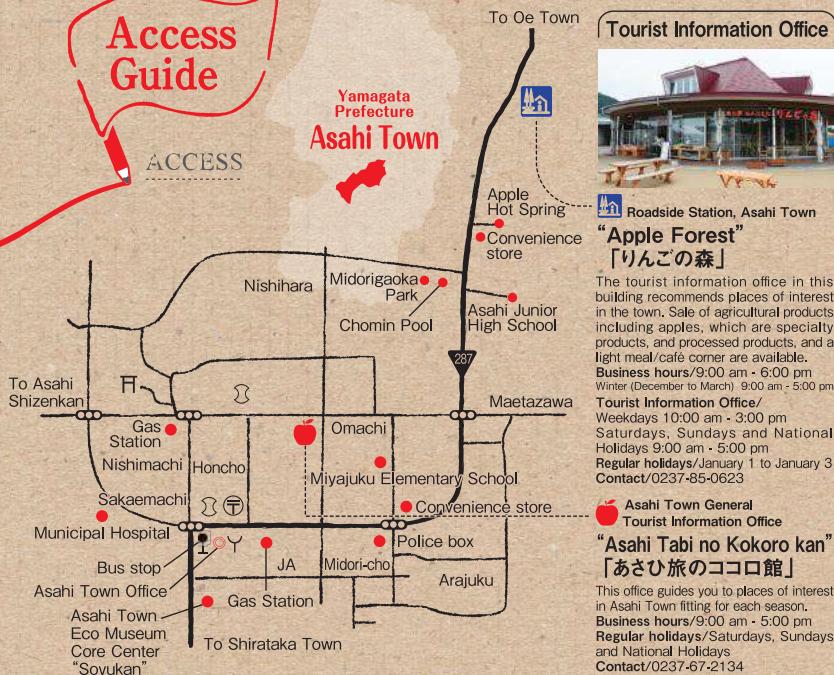 Access
Guide
ACCESS
Yamagata
Prefecture
Asahi Town
To Oe Town
Apple
Hot Spring
Convenience
store
Nishihara
Midorigaoka
Park
Chomin Pool
Asahi Junior
High School
287
To Asahi
Shizenkan
Gas
Station
Omachi
Maetazawa
Nishimachi
Honcho
Miyajuku Elementary School
Sakaemachi
Convenience store
Municipal Hospital
Bus stop
JA
Midori-cho
Police box
Asahi Town Office
Gas Station
Arajuku
Asahi Town
Eco Museum
Core Center
"Soyukan"
To Shirataka Town
Tourist Information Office
Roadside Station, Asahi Town
"Apple Forest"
「りんごの森」
The tourist information office in this
building recommends places of interest
in the town. Sale of agricultural products
including apples, which are specialty
products, and processed products, and a
light meal/café corner are available.
Business hours/9:00 am - 6:00 pm
Winter (December to March) 9:00 am - 5:00 pm
Tourist Information Office/
Weekdays 10:00 am - 3:00 pm
Saturdays, Sundays and National
Holidays 9:00 am - 5:00 pm
Regular holidays/January 1 to January 3
Contact/0237-85-0623
Asahi Town General
Tourist Information Office
"Asahi Tabi no Kokoro kan"
「あさひ旅のココロ館」
This office guides you to places of interest
in Asahi Town fitting for each season.
Business hours/9:00 am - 5:00 pm
Regular holidays/Saturdays, Sundays
and National Holidays
Contact/0237-67-2134